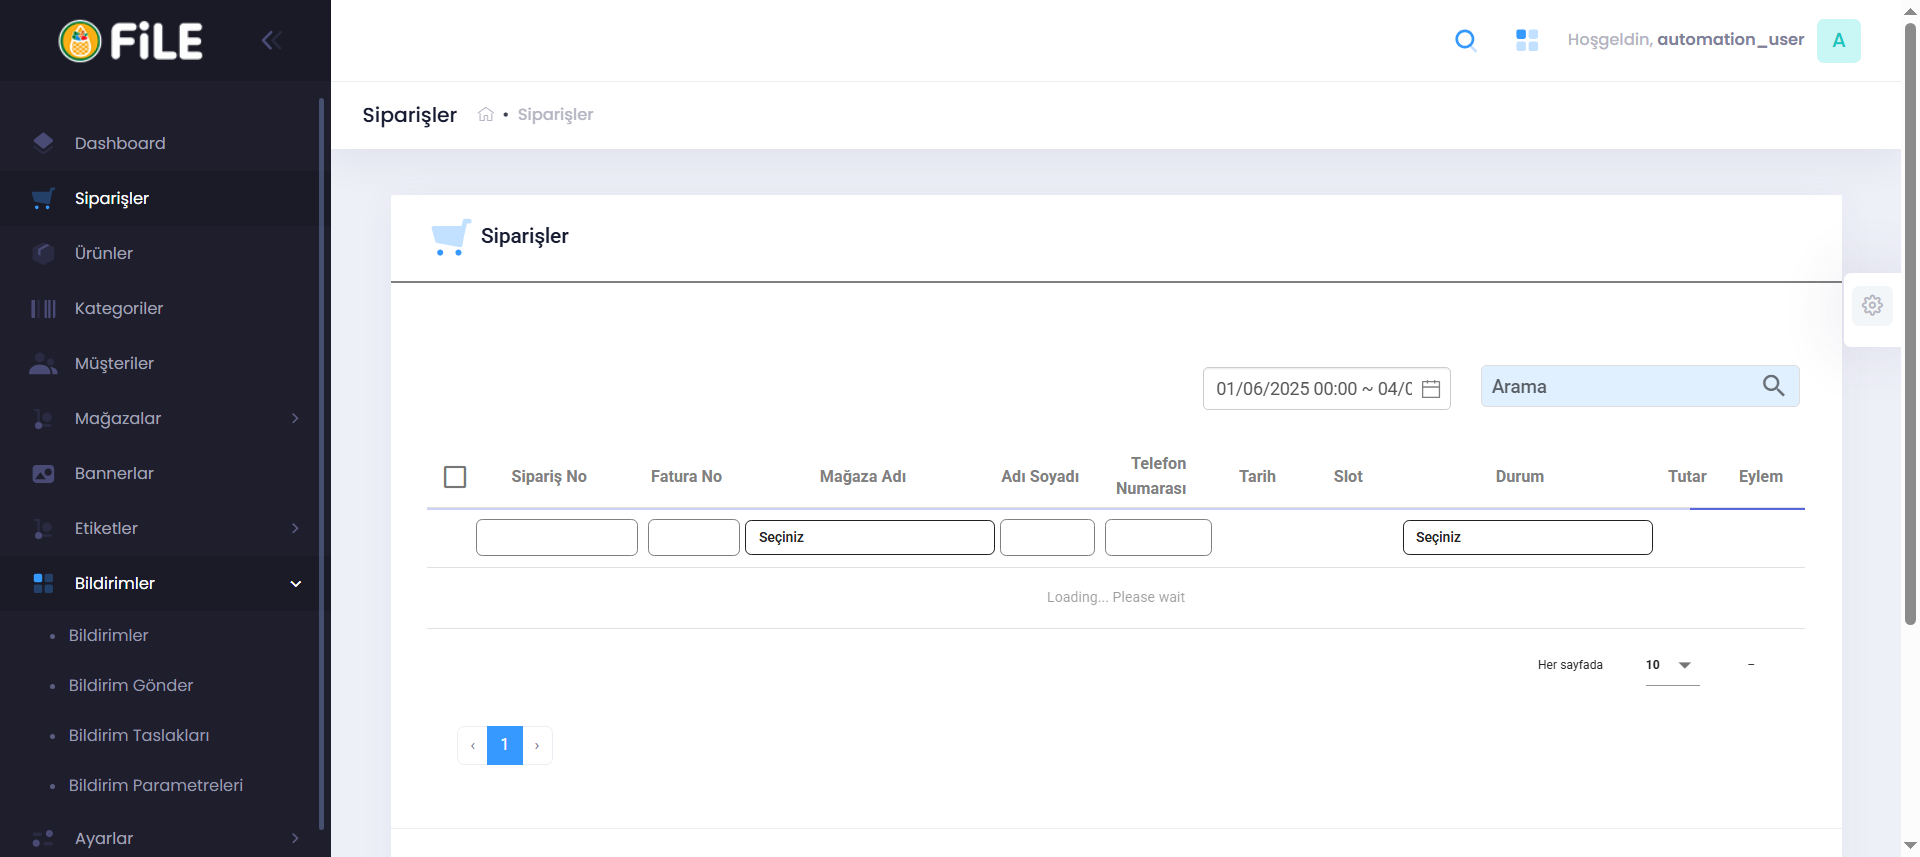 FiLE
Hoşgeldin, automation_user
A
Siparişler
• Siparişler
Dashboard
Siparişler
Ürünler
Kategoriler
Müşteriler
Mağazalar
Bannerlar
Etiketler
Bildirimler
• Bildirimler
• Bildirim Gönder
• Bildirim Taslakları
• Bildirim Parametreleri
Ayarlar
Siparişler
01/06/2025 00:00 ~ 04/0
Arama
Sipariş No
Fatura No
Mağaza Adı
Adı Soyadı
Telefon
Numarası
Tarih
Slot
Durum
Tutar
Eylem
Seçiniz
Seçiniz
Loading... Please wait
Her sayfada
10
–
‹
1
›